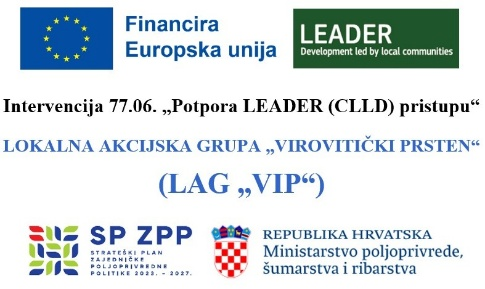 Financira
Europska unija
LEADER
Development led by local communities
Intervencija 77.06. „Potpora LEADER (CLLD) pristupu“
LOKALNA AKCIJSKA GRUPA „VIROVITIČKI PRSTEN“
(LAG „VIP“)
SP ZPP
STRATEŠKI PLAN
ZAJEDNIČKE
POLJOPRIVREDNE
POLITIKE 2023. – 2027.
REPUBLIKA HRVATSKA
Ministarstvo poljoprivrede,
šumarstva i ribarstva